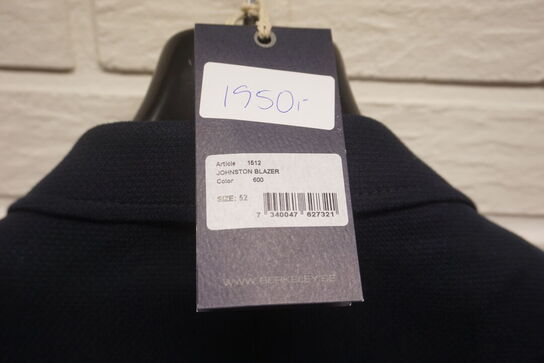 1950:-
Article 1512
JOHNSTON BLAZER
Color 600
SIZE: 52
7 340047 627321
WWW.BERKELEY.SE